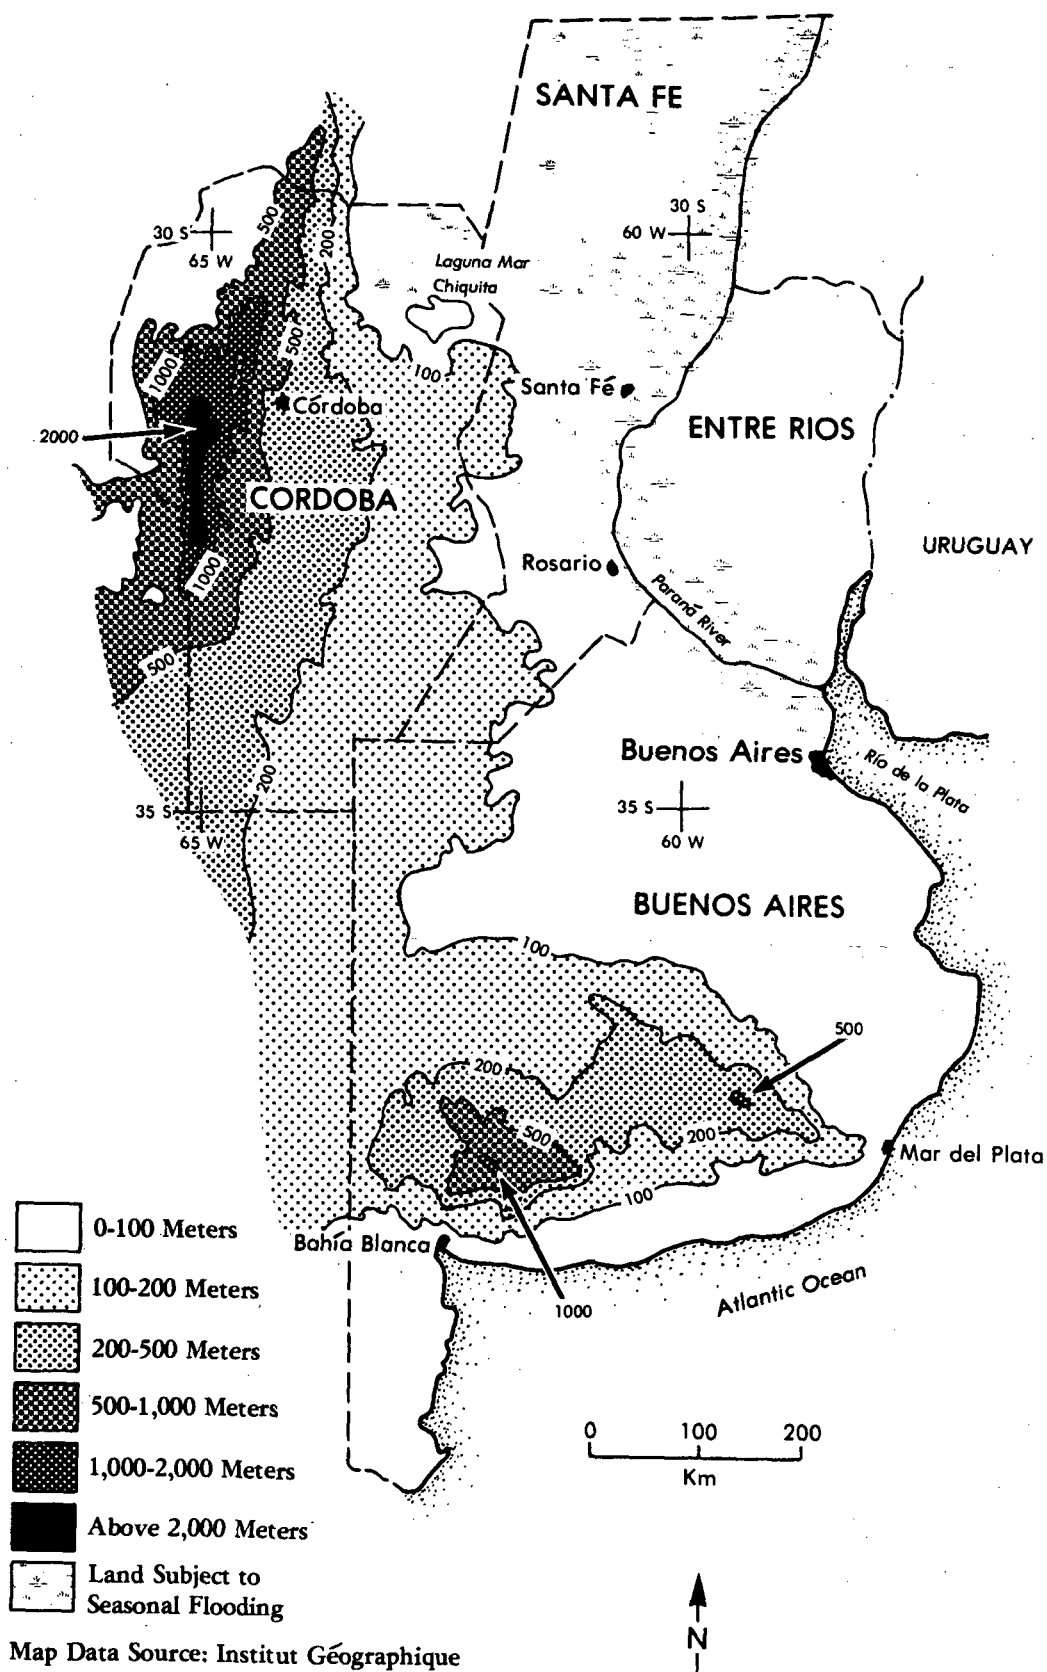 SANTA FE
500
200
30 S
65 W
30 S
60 W
Laguna Mar
Chiquita
500
1000
100
Santa Fé
Córdoba
ENTRE RIOS
2000
CORDOBA
URUGUAY
Rosario
1000
Paraná River
500
Buenos Aires
Río de la Plata
200
35 S
65 W
35 S
60 W
BUENOS AIRES
100
500
200
500
200
Mar del Plata
100
Bahía Blanca
1000
Atlantic Ocean
0-100 Meters
100-200 Meters
200-500 Meters
500-1,000 Meters
1,000-2,000 Meters
Above 2,000 Meters
Land Subject to
Seasonal Flooding
0 100 200
Km
N
Map Data Source: Institut Géographique